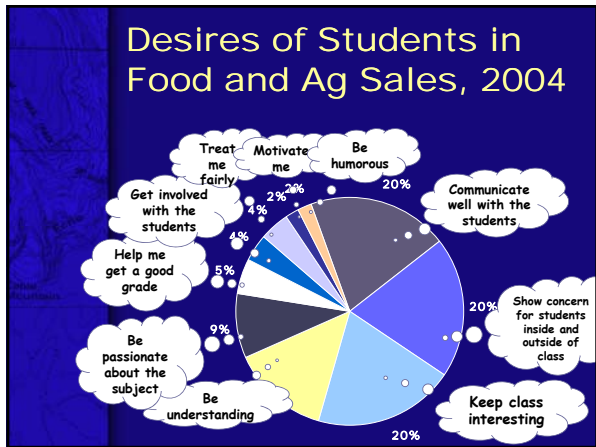 Desires of Students in
Food and Ag Sales, 2004
Treat
me
fairly
Motivate
me
Be
humorous
20%
Communicate
well with the
students
2%
2%
4%
Get involved
with the
students
4%
Help me
get a good
grade
5%
20%
Show concern
for students
inside and
outside of
class
9%
Be
passionate
about the
subject
Be
understanding
Keep class
interesting
20%